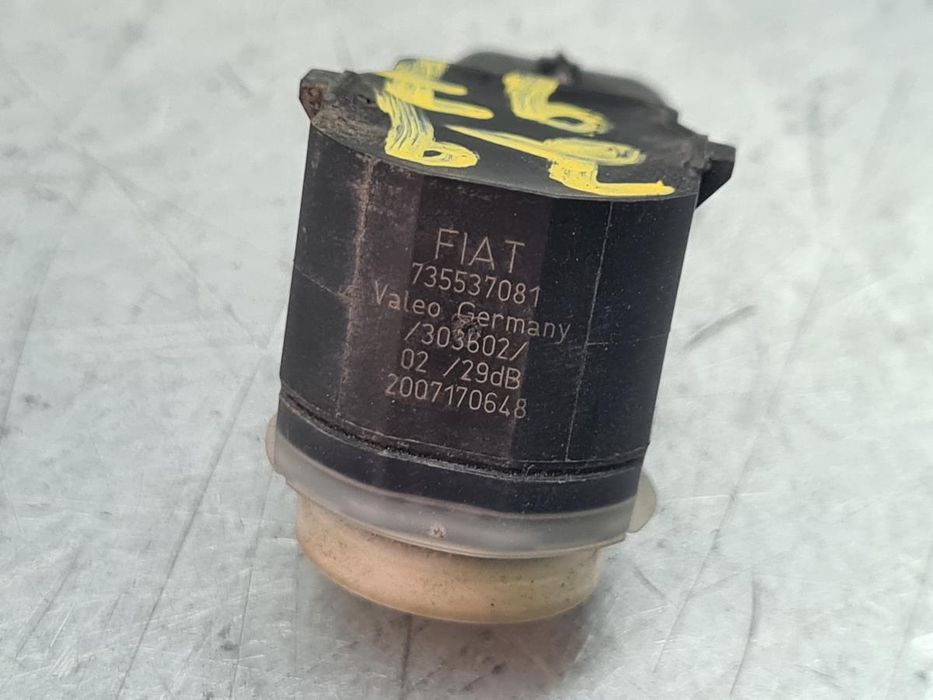 FIAT
735537081
Valeo Germany
/303602/
02 /29dB
2007170648